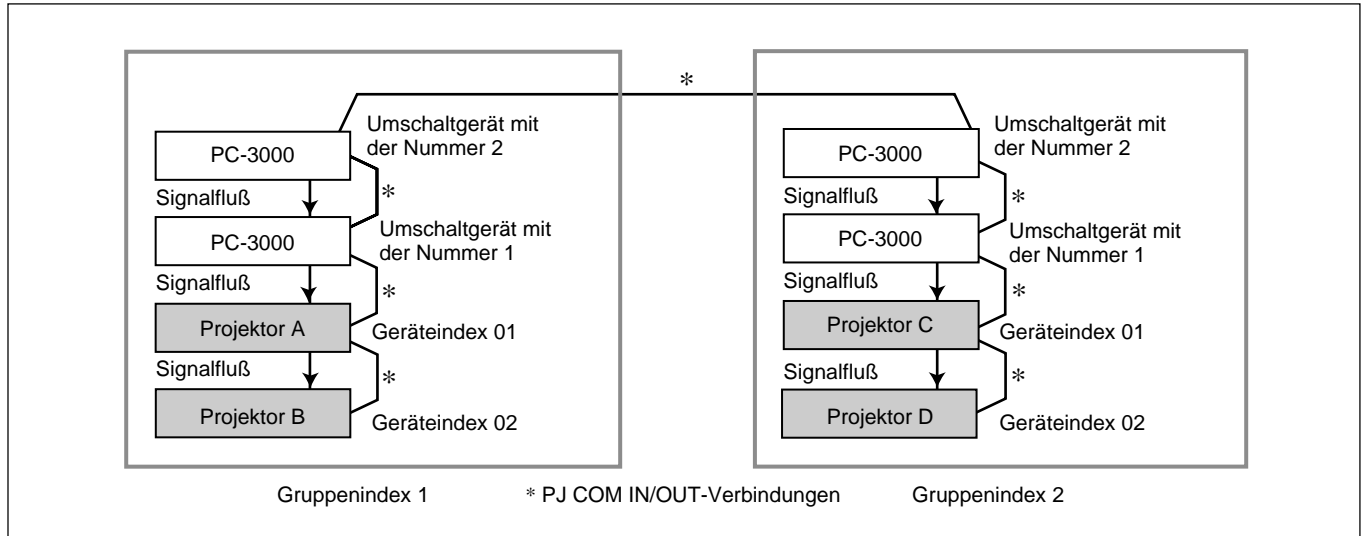 *
PC-3000
Umschaltgerät mit
der Nummer 2
Signalfluß
*
PC-3000
Umschaltgerät mit
der Nummer 1
Signalfluß
*
Projektor A
Geräteindex 01
Signalfluß
*
Projektor B
Geräteindex 02
PC-3000
Umschaltgerät mit
der Nummer 2
Signalfluß
*
PC-3000
Umschaltgerät mit
der Nummer 1
Signalfluß
*
Projektor C
Geräteindex 01
Signalfluß
*
Projektor D
Geräteindex 02
Gruppenindex 1
* PJ COM IN/OUT-Verbindungen
Gruppenindex 2